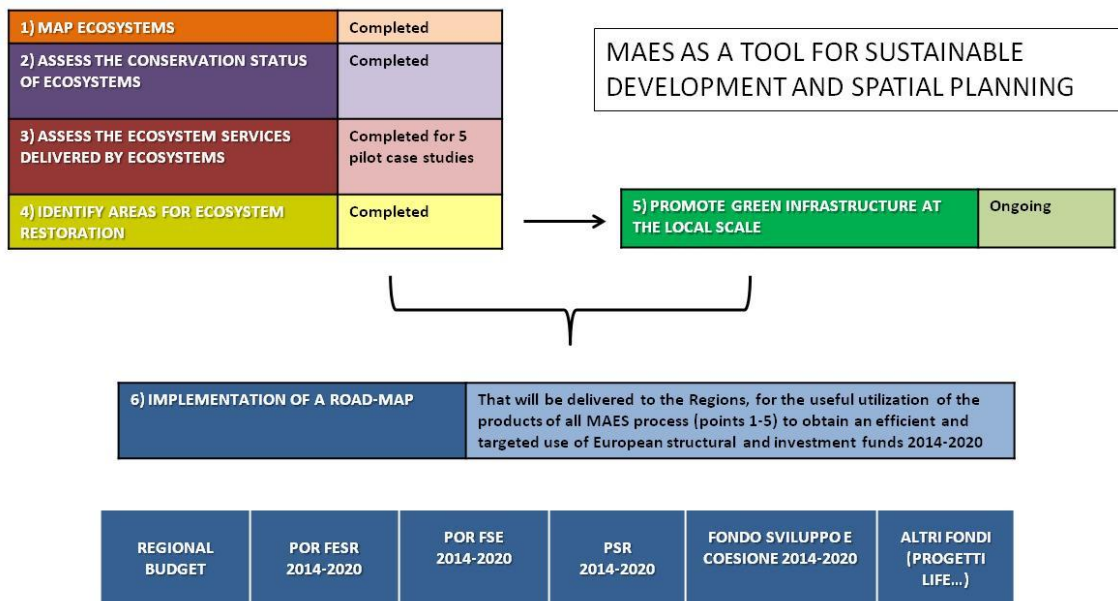 1) MAP ECOSYSTEMS
Completed
2) ASSESS THE CONSERVATION STATUS
OF ECOSYSTEMS
Completed
3) ASSESS THE ECOSYSTEM SERVICES
DELIVERED BY ECOSYSTEMS
Completed for 5
pilot case studies
4) IDENTIFY AREAS FOR ECOSYSTEM
RESTORATION
Completed
MAES AS A TOOL FOR SUSTAINABLE
DEVELOPMENT AND SPATIAL PLANNING
5) PROMOTE GREEN INFRASTRUCTURE AT
THE LOCAL SCALE
Ongoing
6) IMPLEMENTATION OF A ROAD-MAP
That will be delivered to the Regions, for the useful utilization of the
products of all MAES process (points 1-5) to obtain an efficient and
targeted use of European structural and investment funds 2014-2020
REGIONAL
BUDGET
POR FESR
2014-2020
POR FSE
2014-2020
PSR
2014-2020
FONDO SVILUPPO E
COESIONE 2014-2020
ALTRI FONDI
(PROGETTI
LIFE...)